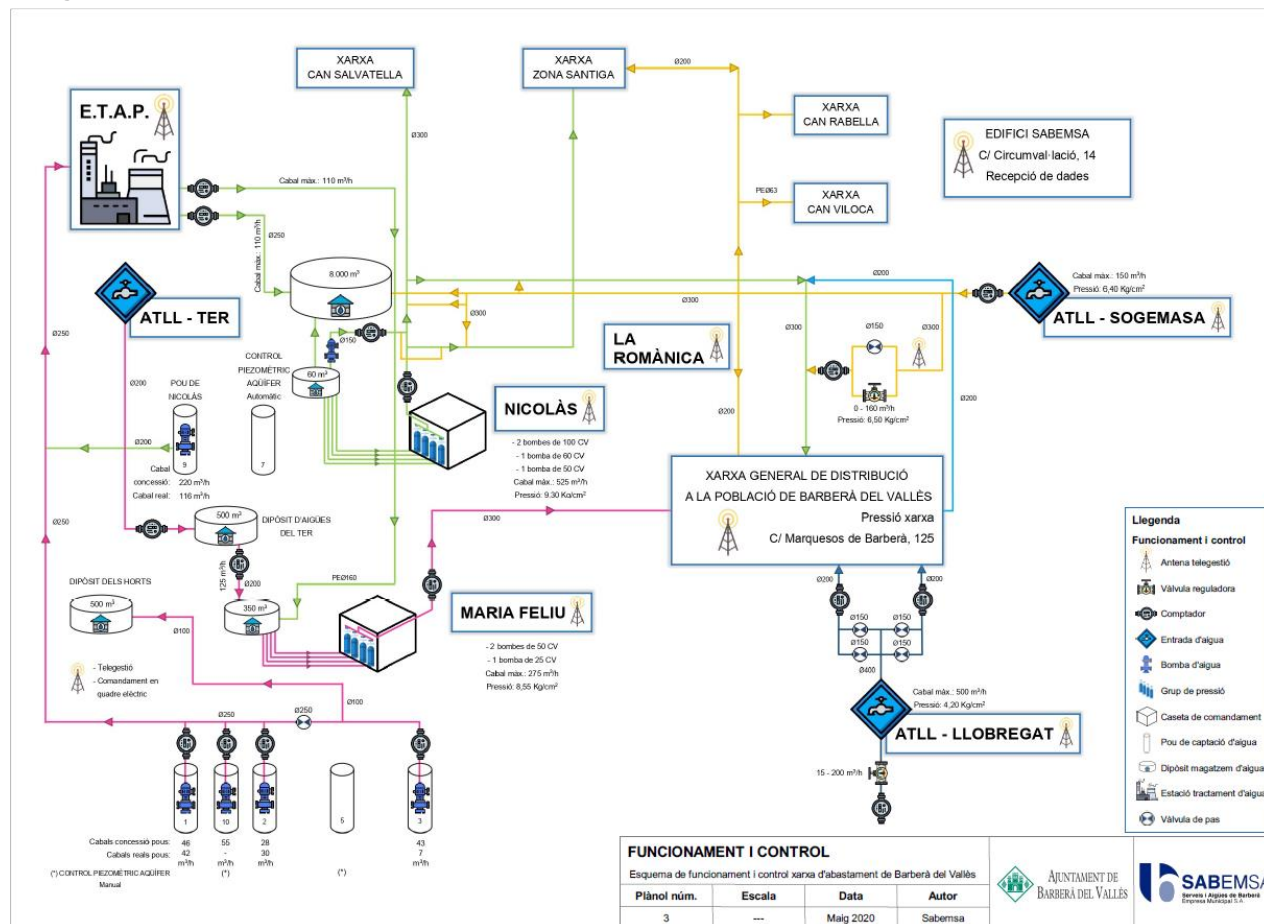 XARXA
CAN SALVATELLA
XARXA
ZONA SANTIGA
Ø200
XARXA
CAN RABELLA
EDIFICI SABEMSA
C/ Circumval·lació, 14
Recepció de dades
E.T.A.P.
Ø300
Cabal màx.: 110 m³/h
PEØ63
XARXA
CAN VILOCA
Ø250
Cabal màx.: 110 m³/h
8.000 m³
Ø200
Cabal màx.: 150 m³/h
Pressió: 6,40 Kg/cm²
ATLL - TER
Ø300
Ø300
ATLL - SOGEMASA
Ø250
Ø150
LA
ROMÀNICA
Ø300
Ø150
Ø300
CONTROL
PIEZOMÈTRIC
AQÜÍFER
Automàtic
60 m³
Ø200
POU DE
NICOLÀS
NICOLÀS
Ø200
Ø200
0 - 160 m³/h
Pressió: 6,50 Kg/cm²
Ø200
9
7
- 2 bombes de 100 CV
- 1 bomba de 60 CV
- 1 bomba de 50 CV
Cabal màx.: 525 m³/h
Pressió: 9.30 Kg/cm²
Cabal
concessió: 220 m³/h
Cabal real: 116 m³/h
XARXA GENERAL DE DISTRIBUCIÓ
A LA POBLACIÓ DE BARBERÀ DEL VALLÈS
Pressió xarxa
C/ Marquesos de Barberà, 125
500 m³
DIPÒSIT D'AIGÜES
DEL TER
Ø300
Ø250
125 m³/h
Ø200
PEØ160
DIPÒSIT DELS HORTS
500 m³
350 m³
Ø100
MARIA FELIU
- 2 bombes de 50 CV
- 1 bomba de 25 CV
Cabal màx.: 275 m³/h
Pressió: 8,55 Kg/cm²
- Telegestió
- Comandament en
quadre elèctric
Ø100
Ø250
Ø250
Ø200
Ø200
Ø150
Ø150
Ø150
Ø150
Ø400
Cabal màx.: 500 m³/h
Pressió: 4,20 Kg/cm²
ATLL - LLOBREGAT
15 - 200 m³/h
1
10
2
5
3
Cabals concessió pous: 46 55 28 43
Cabals reals pous: 42 - 30 7
m³/h m³/h m³/h m³/h
(*) CONTROL PIEZOMÈTRIC AQÜÍFER (*) (*)
Manual
Llegenda
Funcionament i control
Antena telegestió
Vàlvula reguladora
Comptador
Entrada d'aigua
Bomba d'aigua
Grup de pressió
Caseta de comandament
Pou de captació d'aigua
Dipòsit magatzem d'aigua
Estació tractament d'aigua
Vàlvula de pas
FUNCIONAMENT I CONTROL
Esquema de funcionament i control xarxa d'abastament de Barberà del Vallès
Plànol núm. Escala Data Autor
3 --- Maig 2020 Sabemsa
AJUNTAMENT DE
BARBERÀ DEL VALLÈS
SABEMSA
Serveis i Aigües de Barberà
Empresa Municipal S.A.